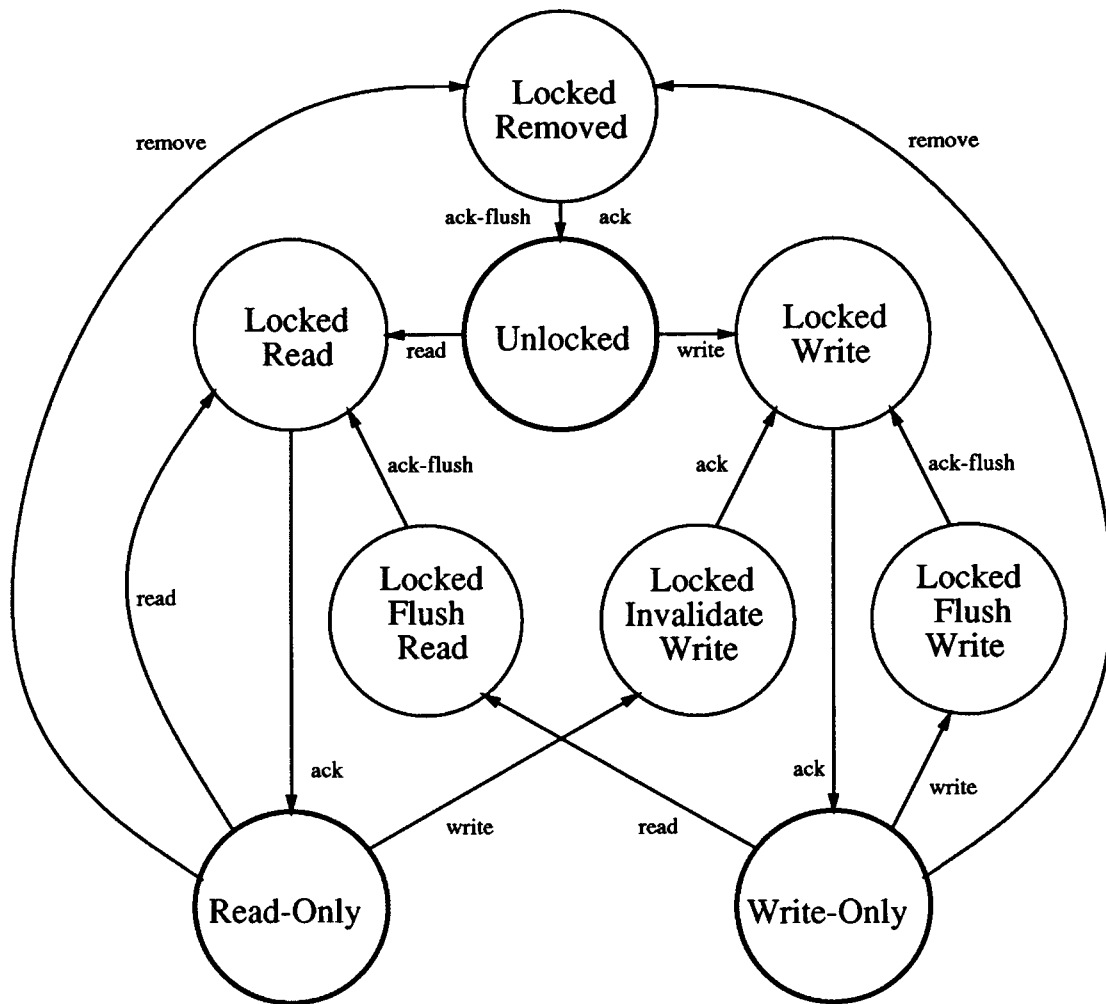 Locked
Removed
remove
remove
ack-flush
ack
Locked
Read
read
Unlocked
write
Locked
Write
ack-flush
ack
ack-flush
read
Locked
Flush
Read
Locked
Invalidate
Write
Locked
Flush
Write
ack
write
read
ack
write
Read-Only
Write-Only